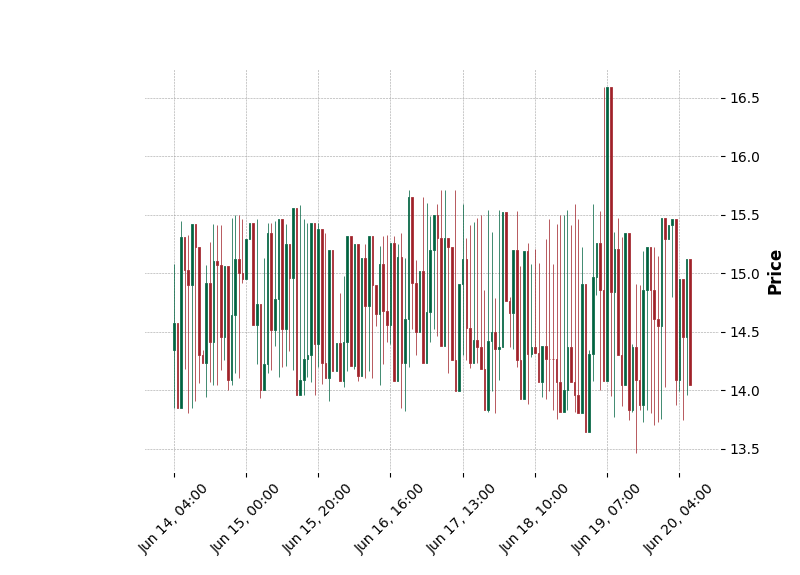 16.5
16.0
15.5
15.0
14.5
14.0
13.5
Price
Jun 14, 04:00
Jun 15, 00:00
Jun 15, 20:00
Jun 16, 16:00
Jun 17, 13:00
Jun 18, 10:00
Jun 19, 07:00
Jun 20, 04:00